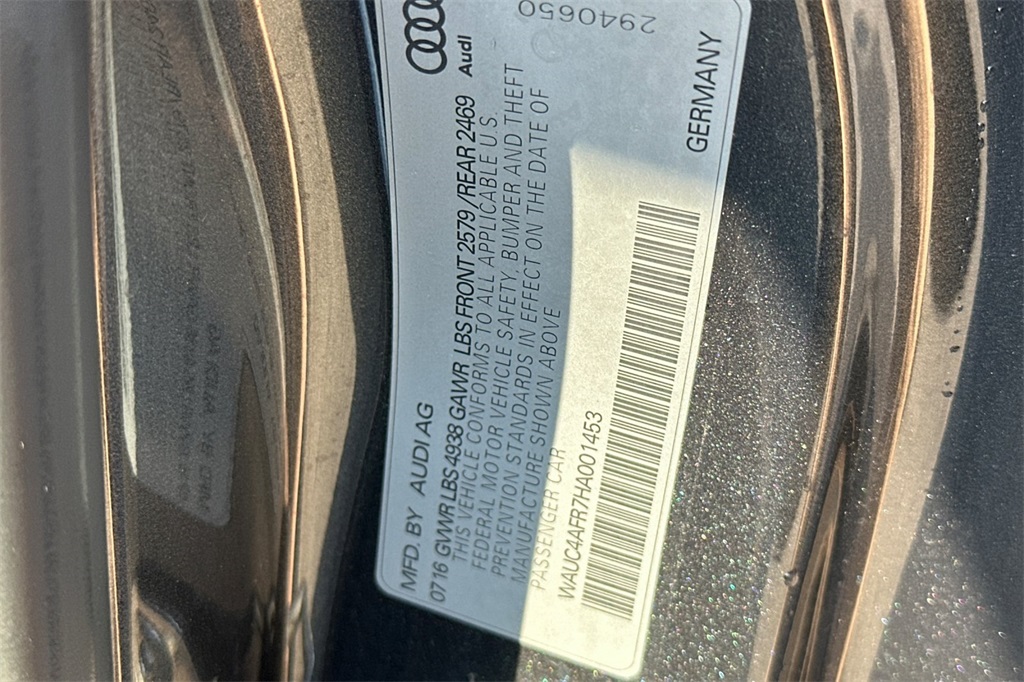 MFD. BY AUDI AG
Audi
2940650
0716 GVWR LBS 4938 GAWR LBS FRONT 2579 / REAR 2469
THIS VEHICLE CONFORMS TO ALL APPLICABLE U.S.
FEDERAL MOTOR VEHICLE SAFETY, BUMPER AND THEFT
PREVENTION STANDARDS IN EFFECT ON THE DATE OF
MANUFACTURE SHOWN ABOVE
PASSENGER CAR
WAUC4AFR7HA001453
GERMANY